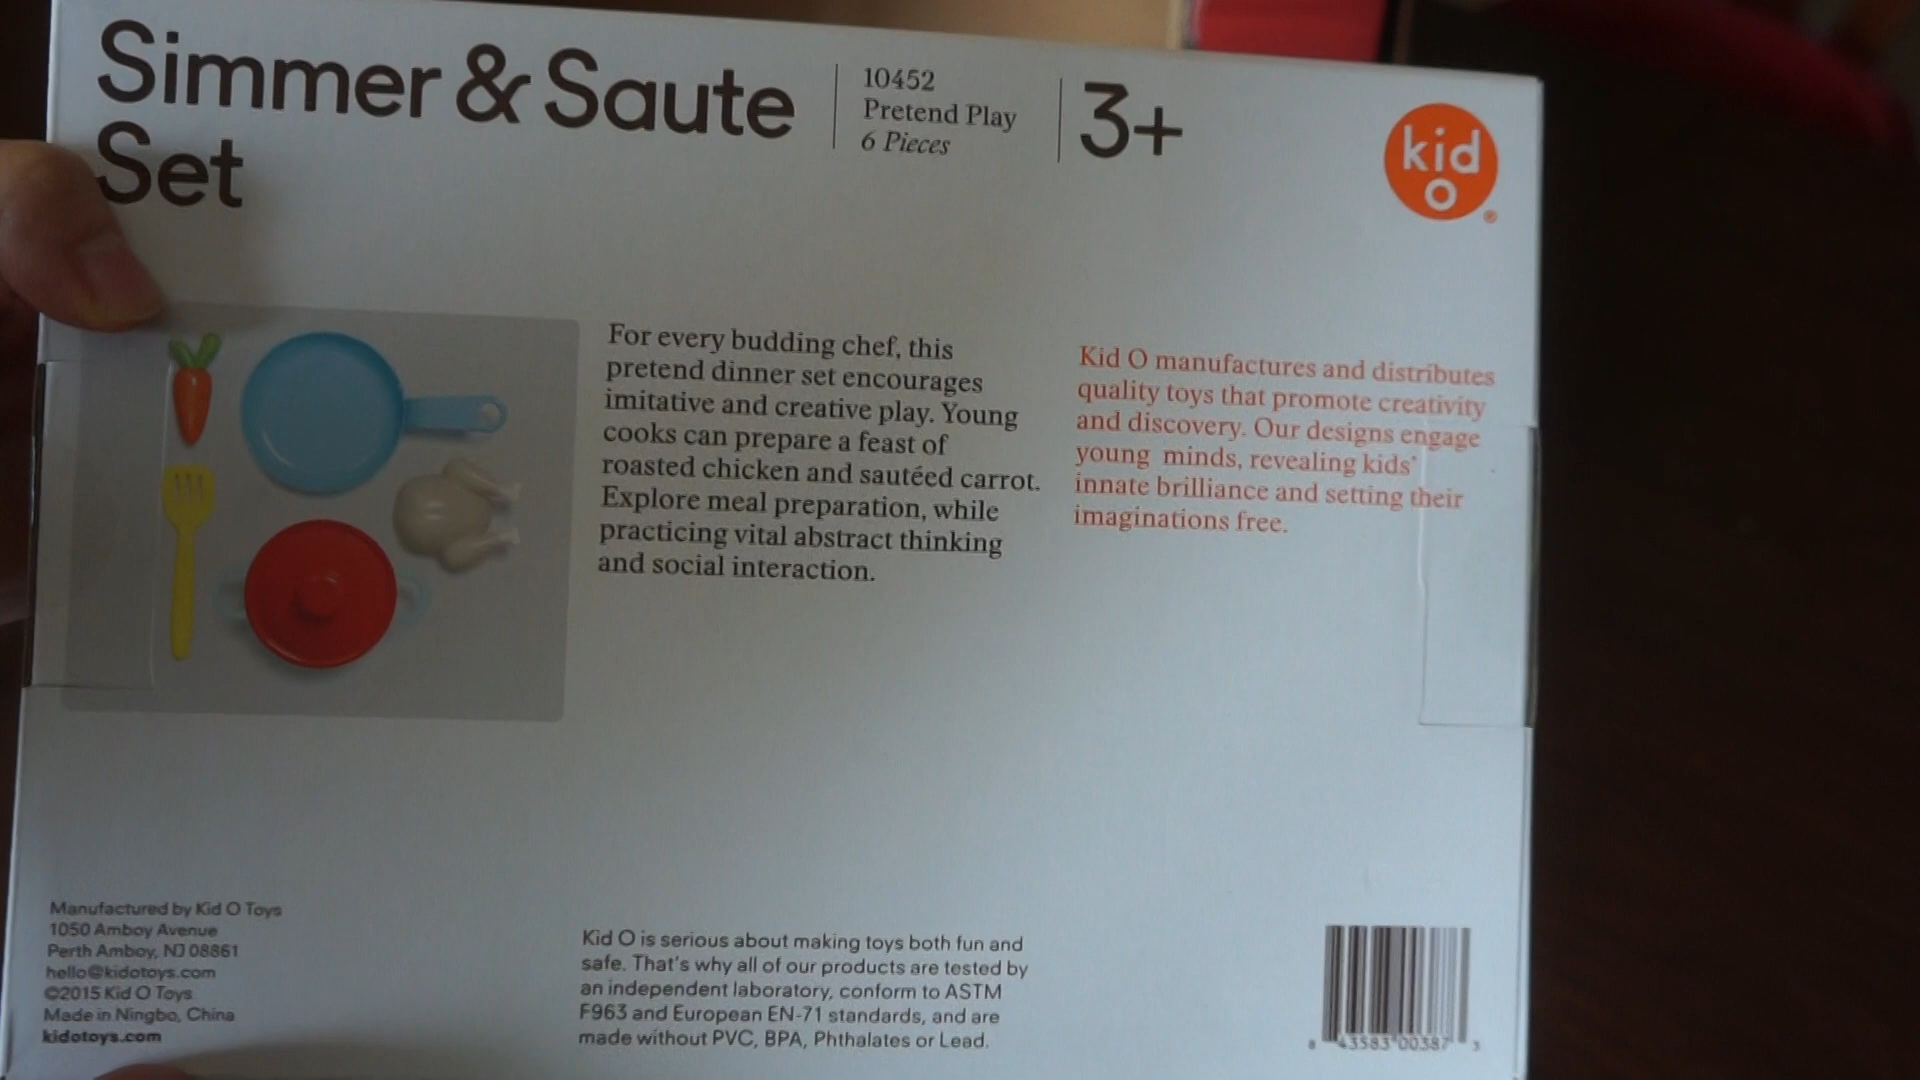 Simmer & Saute
Set
10452
Pretend Play
6 Pieces
3+
kid
O
®
For every budding chef, this
pretend dinner set encourages
imitative and creative play. Young
cooks can prepare a feast of
roasted chicken and sautéed carrot.
Explore meal preparation, while
practicing vital abstract thinking
and social interaction.
Kid O manufactures and distributes
quality toys that promote creativity
and discovery. Our designs engage
young minds, revealing kids'
innate brilliance and setting their
imaginations free.
Manufactured by Kid O Toys
1050 Amboy Avenue
Perth Amboy, NJ 08861
hello@kidotoys.com
©2015 Kid O Toys
Made in Ningbo, China
kidotoys.com
Kid O is serious about making toys both fun and
safe. That's why all of our products are tested by
an independent laboratory, conform to ASTM
F963 and European EN-71 standards, and are
made without PVC, BPA, Phthalates or Lead.
8 43583 00387 3